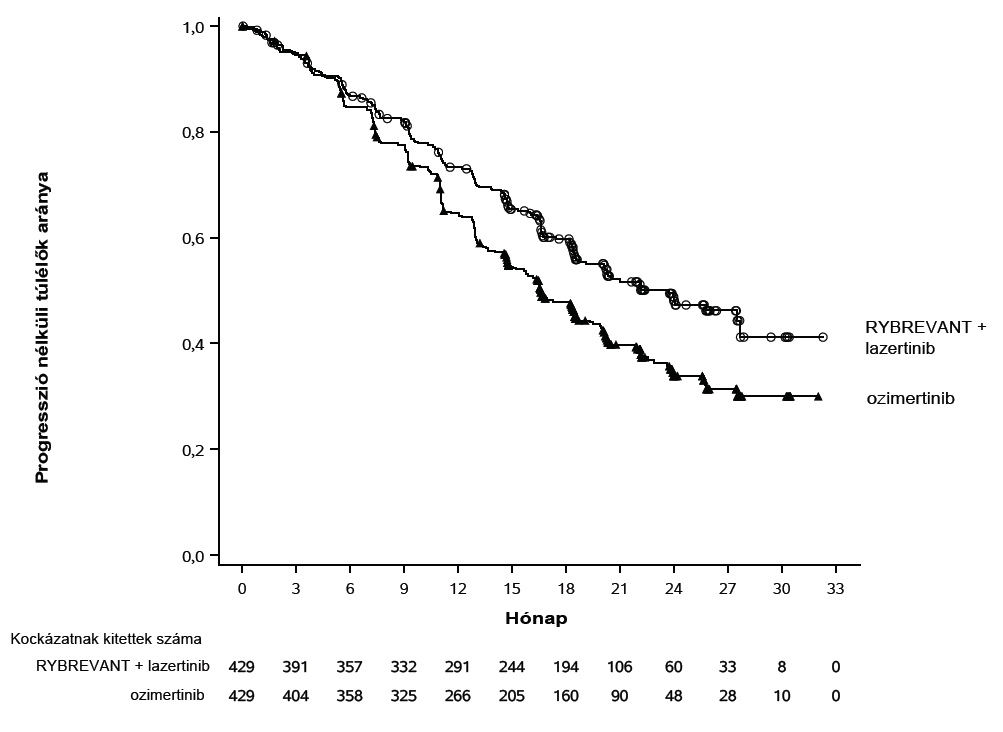 Progresszió nélküli túlélők aránya
1,0
0,8
0,6
0,4
0,2
0,0
RYBREVANT +
lazertinib
ozimertinib
0 3 6 9 12 15 18 21 24 27 30 33
Hónap
Kockázatnak kitettek száma
RYBREVANT + lazertinib 429 391 357 332 291 244 194 106 60 33 8 0
ozimertinib 429 404 358 325 266 205 160 90 48 28 10 0